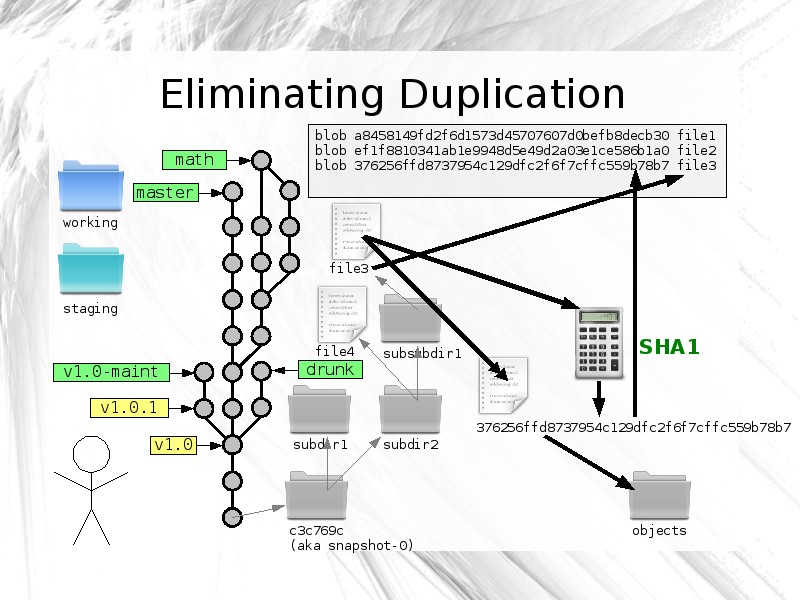 Eliminating Duplication
blob a8458149fd2f6d1573d45707607d0befb8decb30 file1
blob ef1f8810341ab1e9948d5e49d2a03e1ce586b1a0 file2
blob 376256ffd8737954c129dfc2f6f7cffc559b78b7 file3
math
master
working
staging
file3
file4
subsubdir1
SHA1
v1.0-maint
drunk
v1.0.1
v1.0
subdir1
subdir2
376256ffd8737954c129dfc2f6f7cffc559b78b7
c3c769c
(aka snapshot-0)
objects